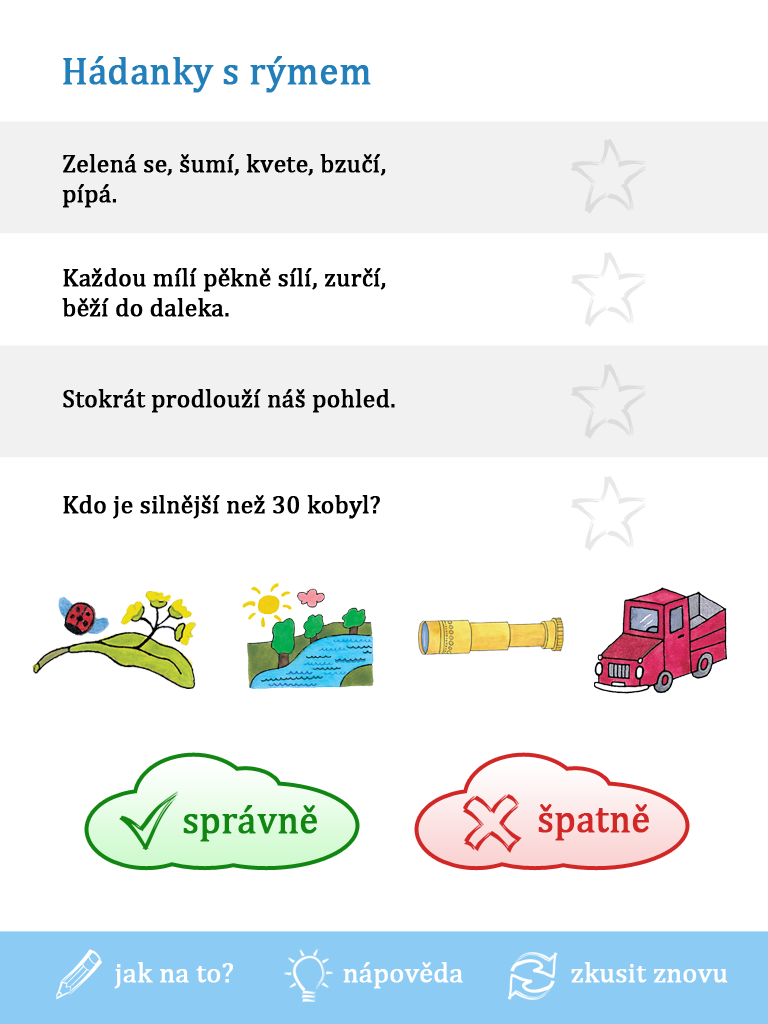 Hádanky s rýmem
Zelená se, šumí, kvete, bzučí,
pípá.
Každou mílí pěkně sílí, zurčí,
běží do daleka.
Stokrát prodlouží náš pohled.
Kdo je silnější než 30 kobyl?
správně
špatně
jak na to?
nápověda
zkusit znovu